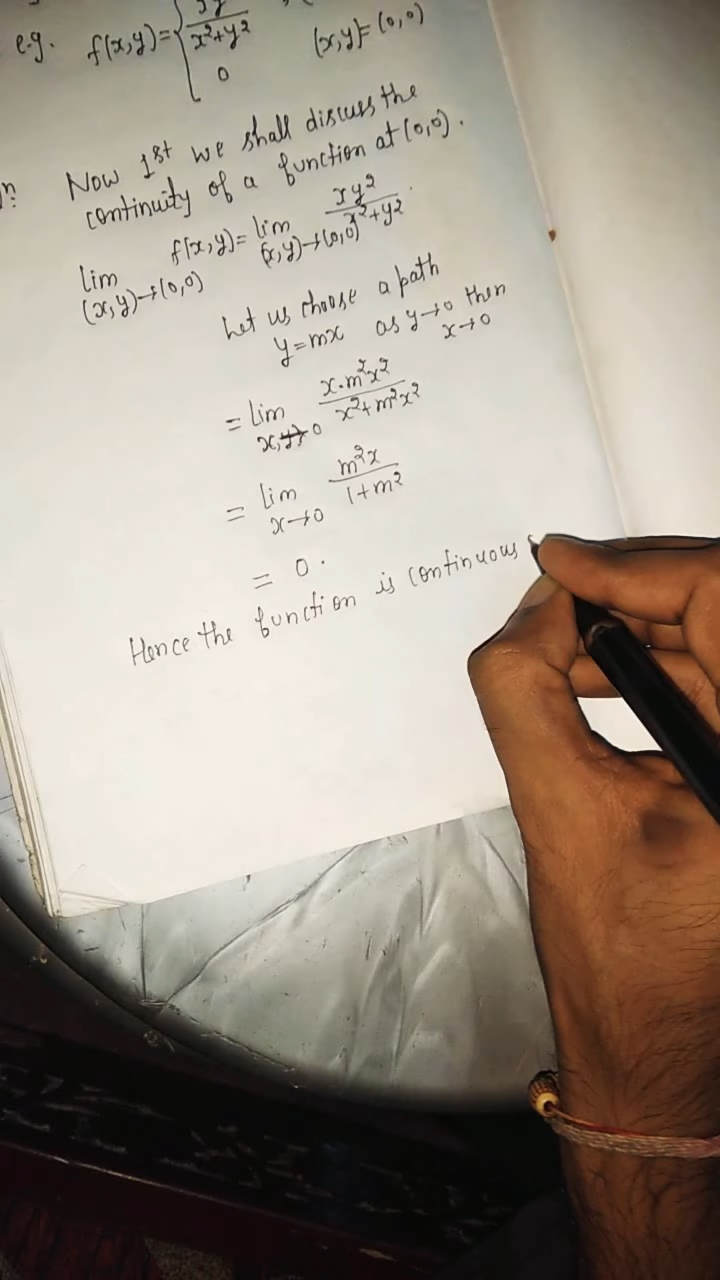 e.g. f(x,y)={ xy²/x²+y²
0 (x,y)=(0,0)
Now 1st we shall discuss the
continuity of a function at (0,0).
lim (x,y)→(0,0) f(x,y)= lim (x,y)→(0,0) xy²/x²+y².
Let us choose a path
y=mx as y→0 then
x→0
= lim x→0 x·m²x²/x²+m²x²
= lim x→0 m²x/1+m²
= 0.
Hence the function is continuous